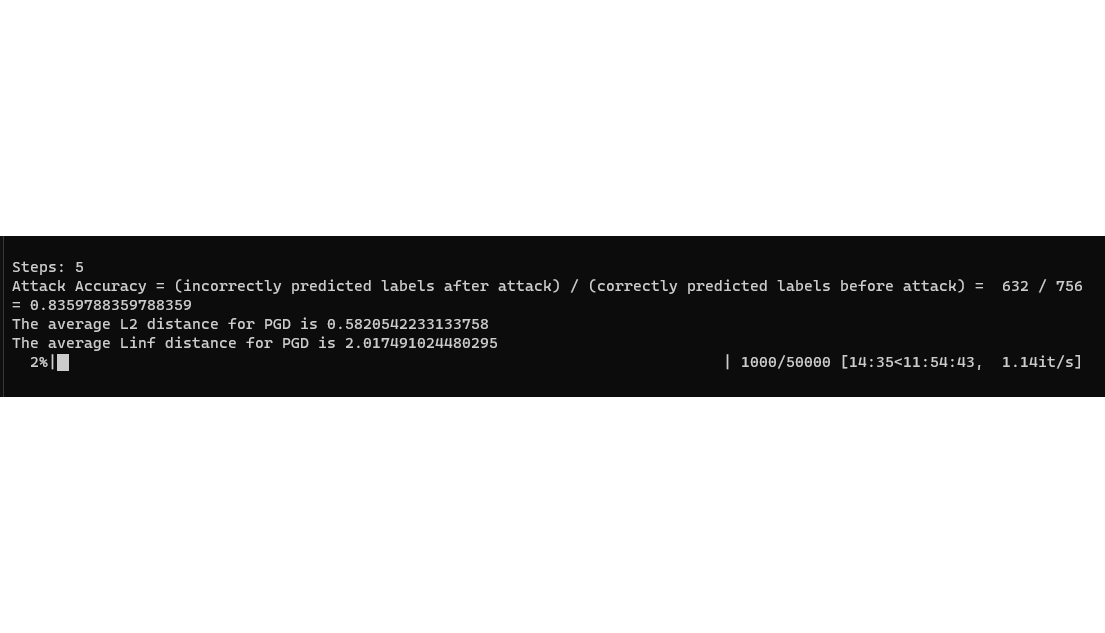 Steps: 5
Attack Accuracy = (incorrectly predicted labels after attack) / (correctly predicted labels before attack) =  632 / 756
= 0.8359788359788359
The average L2 distance for PGD is 0.5820542233133758
The average Linf distance for PGD is 2.017491024480295
2%| | 1000/50000 [14:35<11:54:43,  1.14it/s]